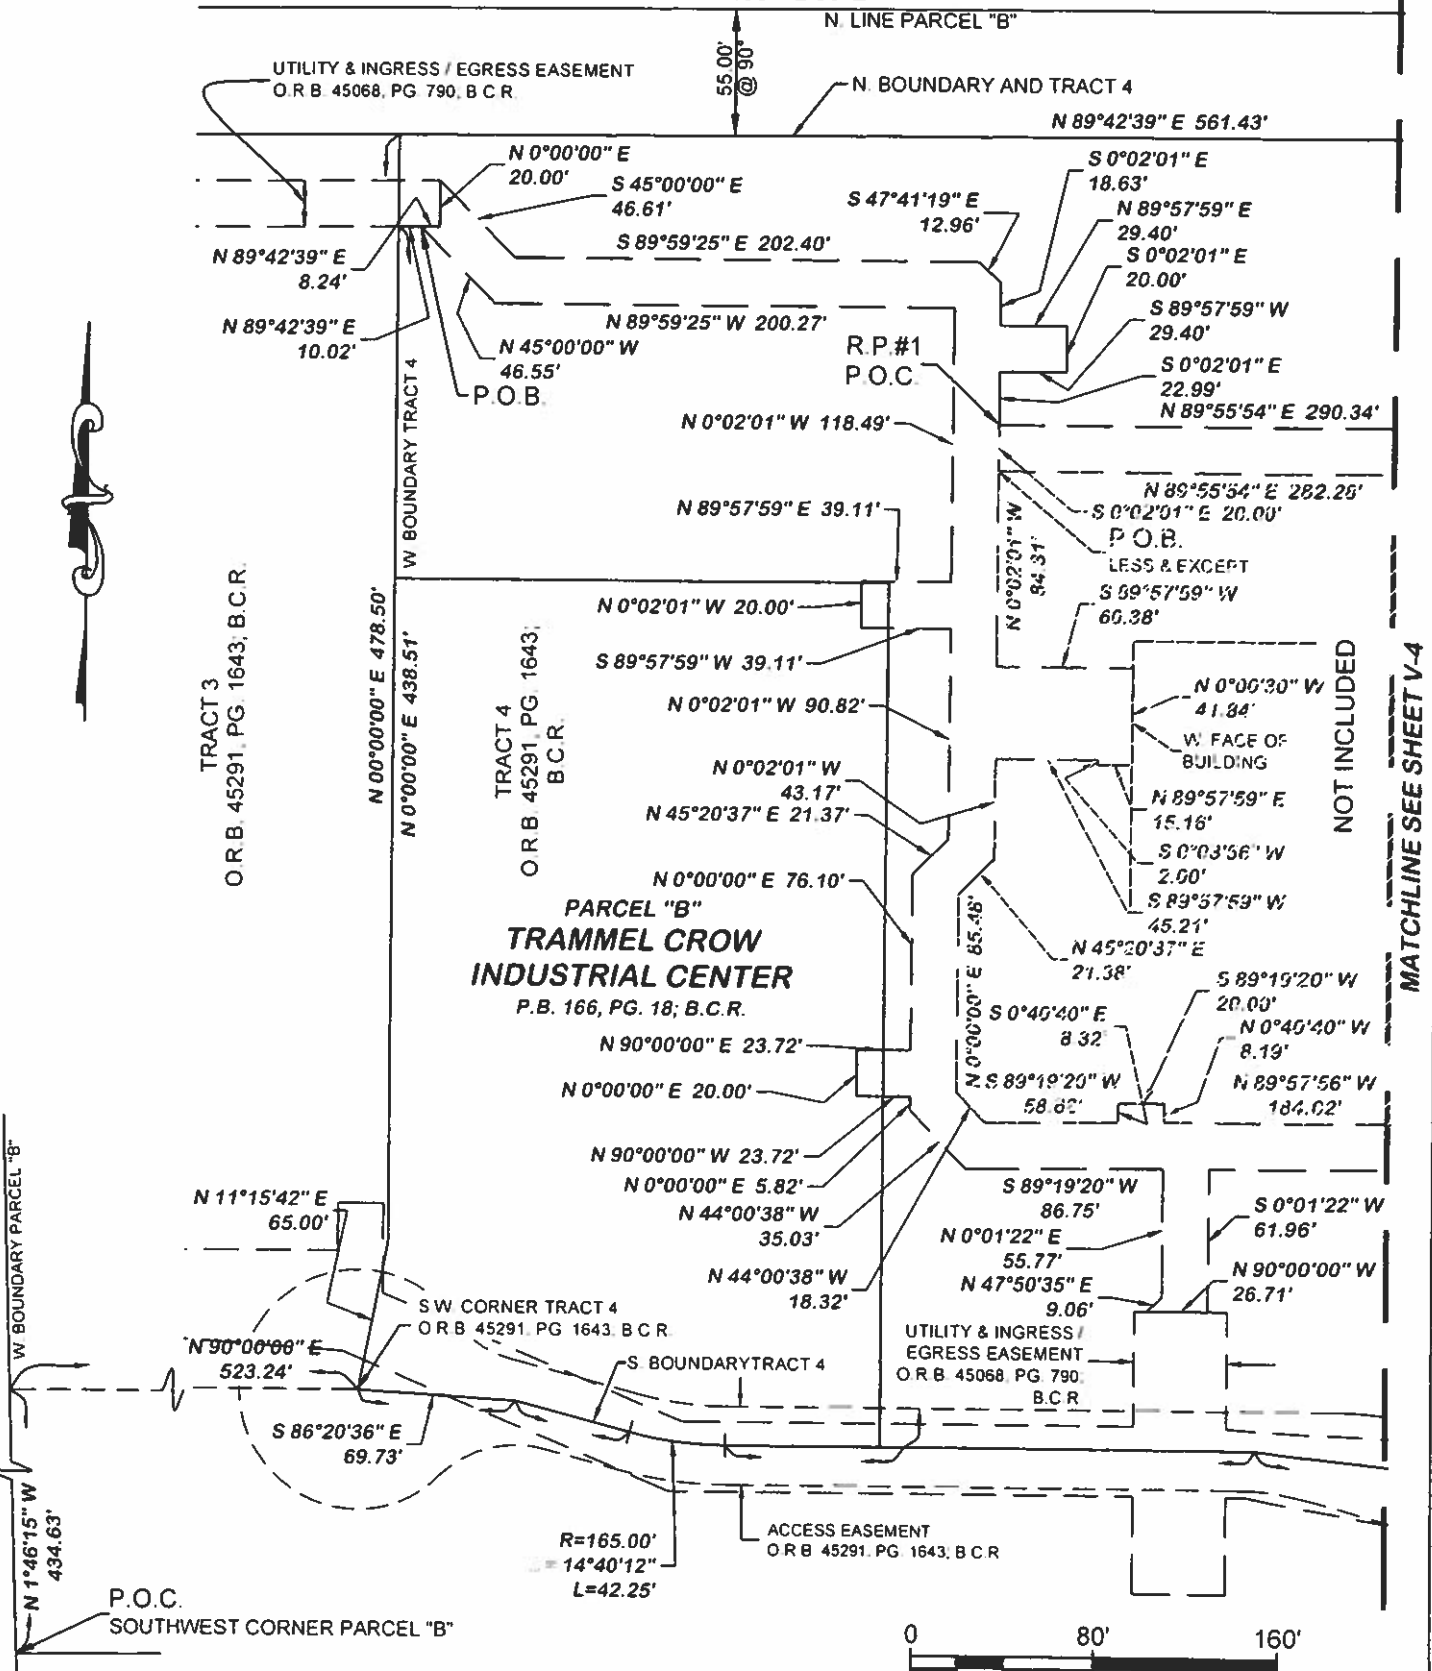 N. LINE PARCEL "B"
55.00'
@ 90°
UTILITY & INGRESS / EGRESS EASEMENT
O.R.B. 45068, PG. 790, B.C.R.
N. BOUNDARY AND TRACT 4
N 89°42'39" E 561.43'
N 0°00'00" E
20.00'
S 45°00'00" E
46.61'
S 47°41'19" E
12.96'
S 0°02'01" E
18.63'
N 89°57'59" E
29.40'
S 89°59'25" E 202.40'
S 0°02'01" E
20.00'
N 89°42'39" E
8.24'
S 89°57'59" W
29.40'
N 89°42'39" E
10.02'
N 89°59'25" W 200.27'
N 45°00'00" W
46.55'
P.O.B.
R.P.#1
P.O.C.
S 0°02'01" E
22.99'
N 89°55'54" E 290.34'
W BOUNDARY TRACT 4
N 0°02'01" W 118.49'
N 89°55'54" E 282.28'
S 0°02'01" E 20.00'
P.O.B.
LESS & EXCEPT
N 89°57'59" E 39.11'
N 0°02'01" W
84.31'
S 89°57'59" W
60.38'
N 0°02'01" W 20.00'
S 89°57'59" W 39.11'
TRACT 3
O.R.B. 45291, PG. 1643; B.C.R.
N 00°00'00" E 478.50'
N 0°00'00" E 438.51'
TRACT 4
O.R.B. 45291, PG. 1643;
B.C.R.
N 0°00'30" W
41.84'
W. FACE OF
BUILDING
NOT INCLUDED
MATCHLINE SEE SHEET V-4
N 0°02'01" W 90.82'
N 0°02'01" W
43.17'
N 45°20'37" E 21.37'
N 89°57'59" E
15.16'
S 0°03'56" W
2.00'
S 89°57'59" W
45.21'
N 0°00'00" E 76.10'
PARCEL "B"
TRAMMEL CROW
INDUSTRIAL CENTER
P.B. 166, PG. 18; B.C.R.
N 0°00'00" E 85.48'
N 45°20'37" E
21.38'
S 89°19'20" W
20.00'
S 0°40'40" E
8.32'
N 0°40'40" W
8.19'
N 90°00'00" E 23.72'
N 0°00'00" E 20.00'
S 89°19'20" W
58.62'
N 89°57'56" W
184.02'
N 90°00'00" W 23.72'
N 0°00'00" E 5.82'
N 44°00'38" W
35.03'
S 89°19'20" W
86.75'
N 11°15'42" E
65.00'
W. BOUNDARY PARCEL "B"
N 0°01'22" E
55.77'
S 0°01'22" W
61.96'
N 44°00'38" W
18.32'
N 47°50'35" E
9.06'
N 90°00'00" W
26.71'
S.W. CORNER TRACT 4
O.R.B. 45291, PG. 1643, B.C.R.
N 90°00'00" E
523.24'
S. BOUNDARY TRACT 4
UTILITY & INGRESS /
EGRESS EASEMENT
O.R.B. 45068, PG. 790,
B.C.R.
S 86°20'36" E
69.73'
N 1°46'15" W
434.63'
R=165.00'
= 14°40'12"
L=42.25'
ACCESS EASEMENT
O.R.B. 45291, PG. 1643, B.C.R.
P.O.C.
SOUTHWEST CORNER PARCEL "B"
0 80' 160'